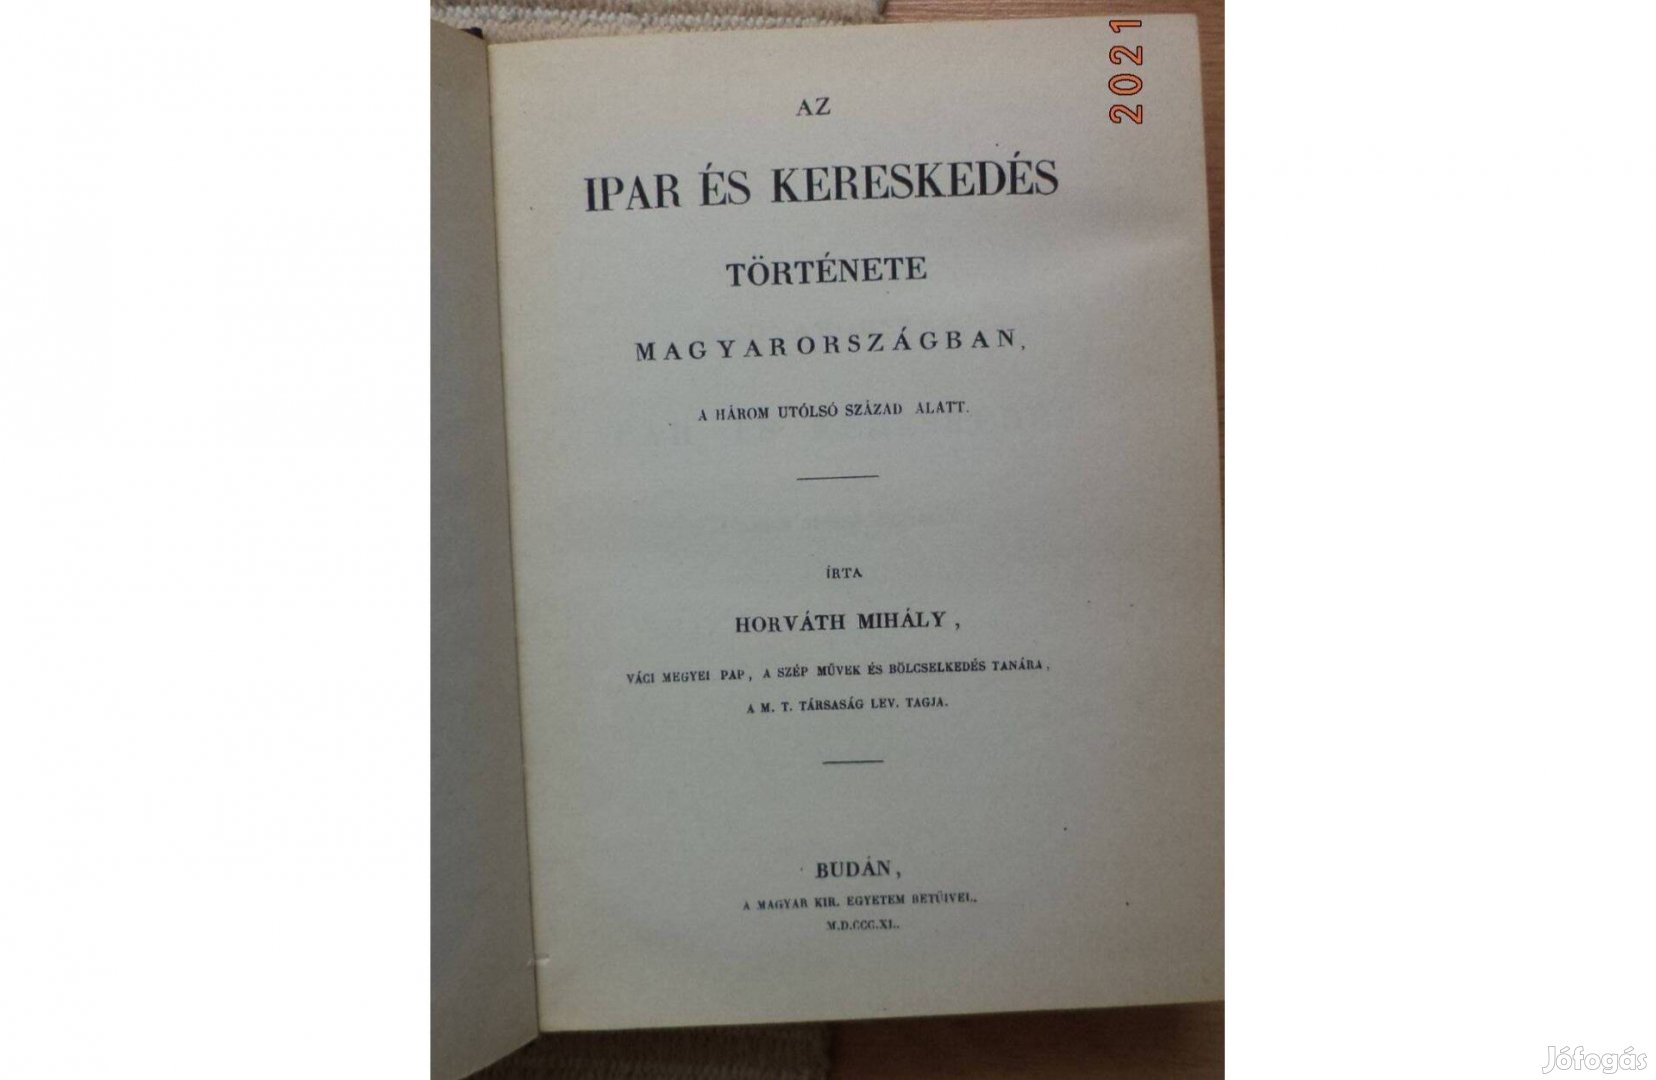 2021
AZ
IPAR ÉS KERESKEDÉS
TÖRTÉNETE
MAGYARORSZÁGBAN,
A HÁROM UTÓLSÓ SZÁZAD ALATT.
ÍRTA
HORVÁTH MIHÁLY,
VÁCI MEGYEI PAP, A SZÉP MŰVEK ÉS BÖLCSELKEDÉS TANÁRA,
A M. T. TÁRSASÁG LEV. TAGJA.
BUDÁN,
A MAGYAR KIR. EGYETEM BETŰIVEL.
M.D.CCC.XL.
Jófogás